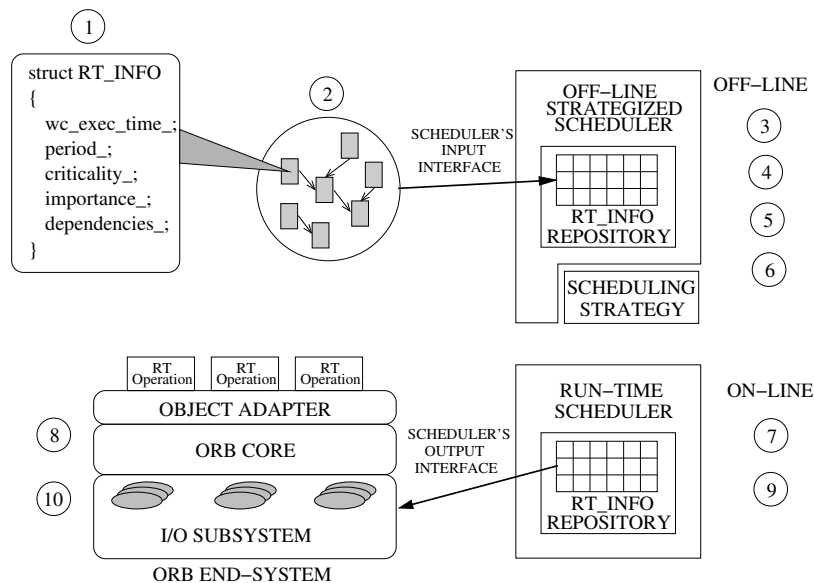 1
struct RT_INFO
{
wc_exec_time_;
period_;
criticality_;
importance_;
dependencies_;
}
2
SCHEDULER'S
INPUT
INTERFACE
OFF-LINE
STRATEGIZED
SCHEDULER
RT_INFO
REPOSITORY
SCHEDULING
STRATEGY
OFF-LINE
3
4
5
6
RT
Operation
RT
Operation
RT
Operation
OBJECT ADAPTER
8
ORB CORE
10
I/O SUBSYSTEM
ORB END-SYSTEM
SCHEDULER'S
OUTPUT
INTERFACE
RUN-TIME
SCHEDULER
RT_INFO
REPOSITORY
ON-LINE
7
9